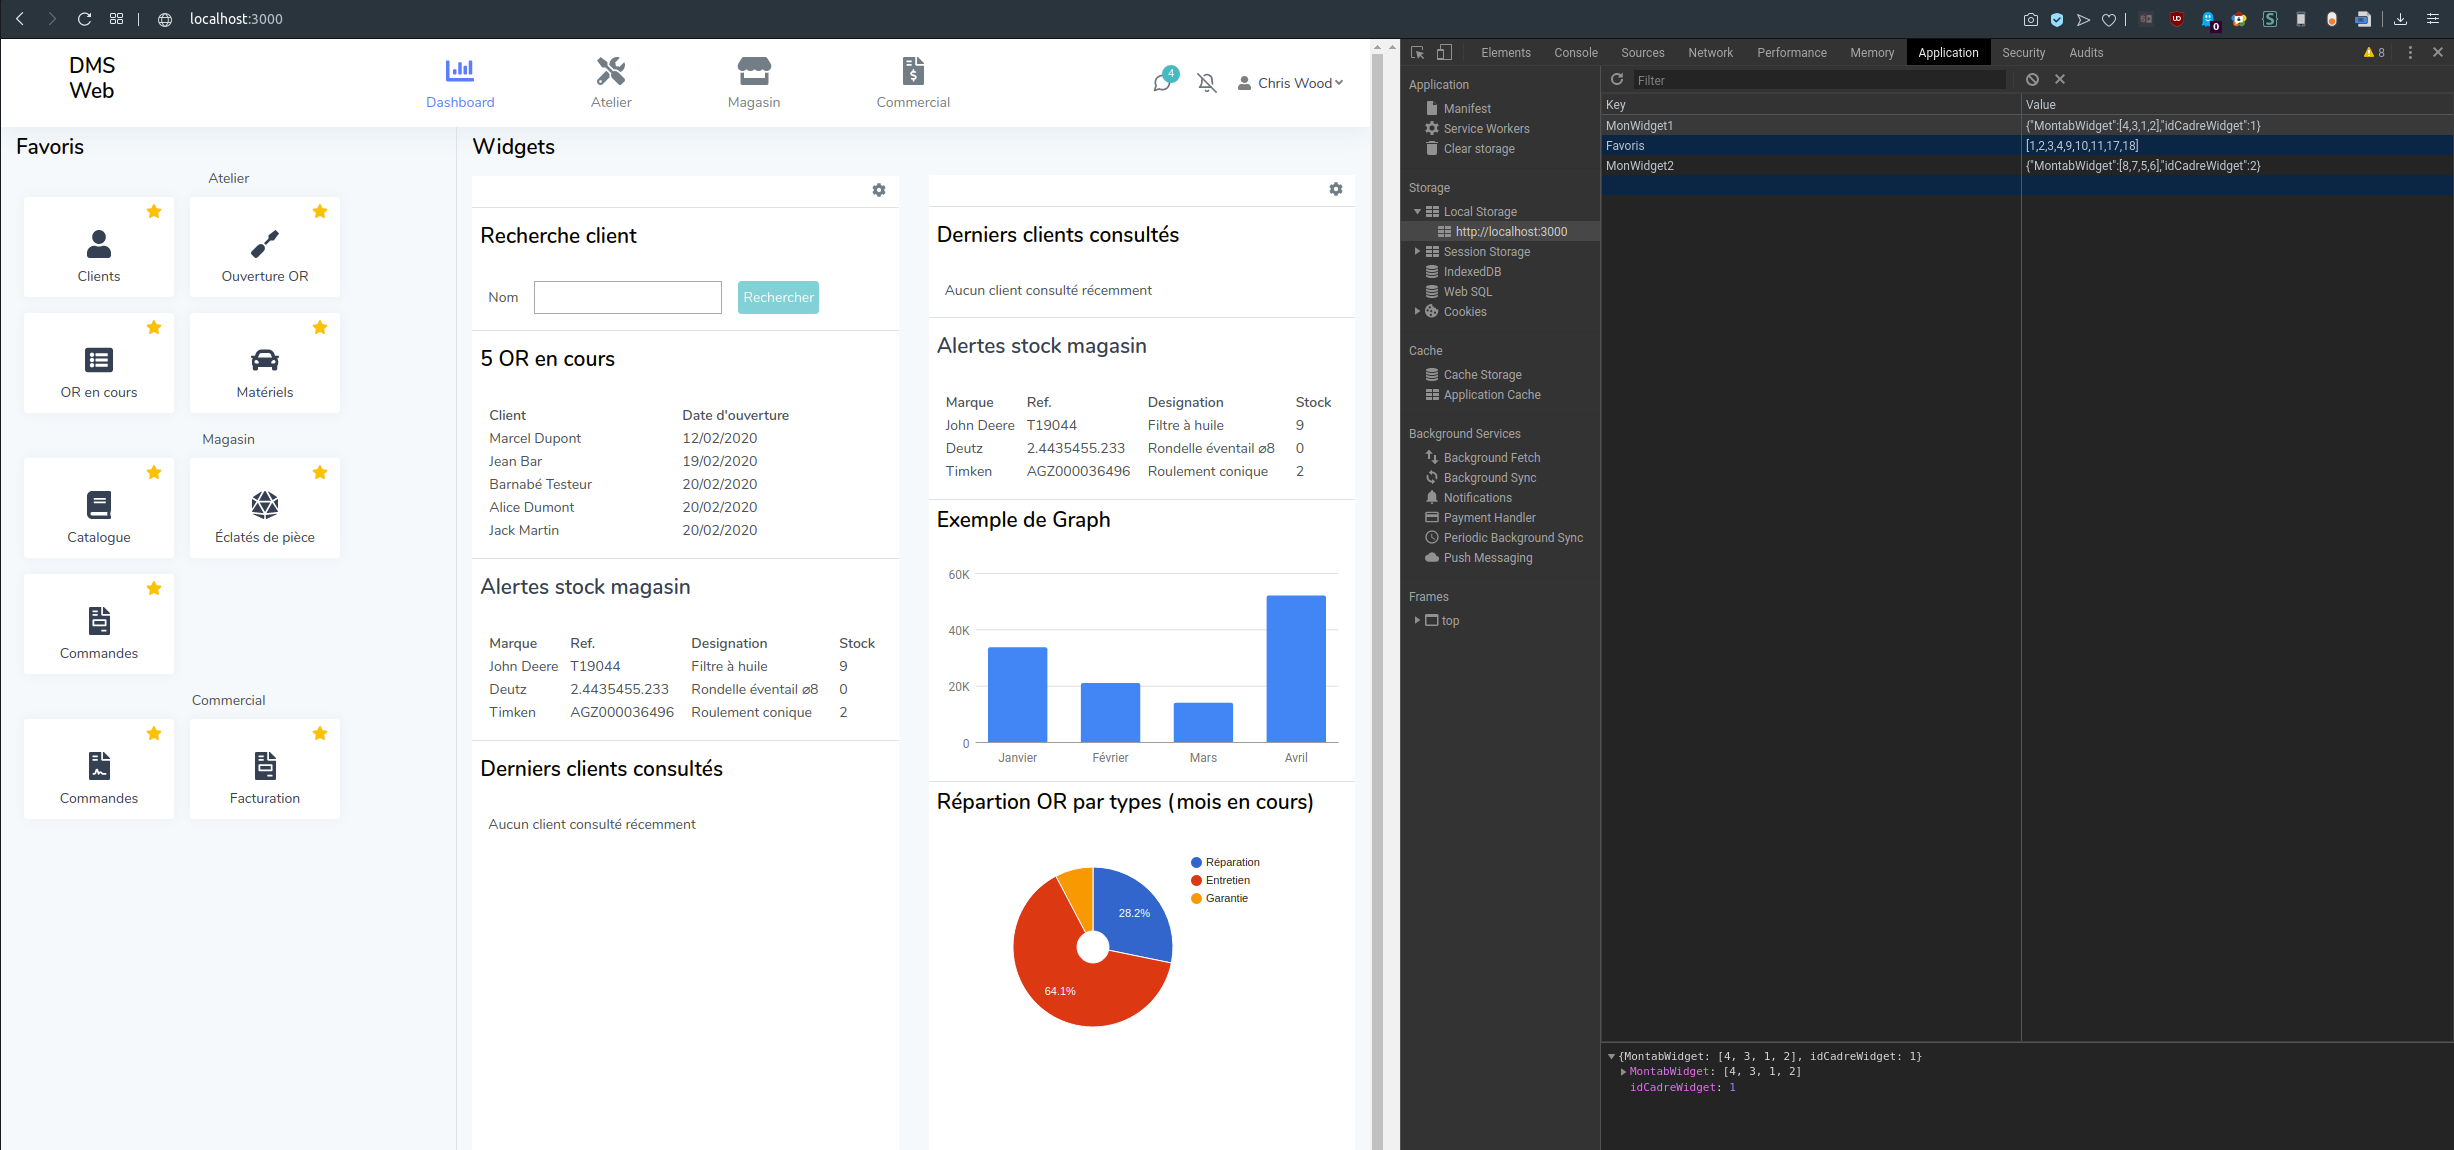 localhost:3000
0
DMS
Web
Dashboard
Atelier
Magasin
Commercial
4
Chris Wood
Favoris
Atelier
Clients
Ouverture OR
OR en cours
Matériels
Magasin
Catalogue
Éclatés de pièce
Commandes
Commercial
Commandes
Facturation
Widgets
Recherche client
Nom
Rechercher
5 OR en cours
Client Date d'ouverture
Marcel Dupont 12/02/2020
Jean Bar 19/02/2020
Barnabé Testeur 20/02/2020
Alice Dumont 20/02/2020
Jack Martin 20/02/2020
Alertes stock magasin
Marque Ref. Designation Stock
John Deere T19044 Filtre à huile 9
Deutz 2.4435455.233 Rondelle éventail ⌀8 0
Timken AGZ000036496 Roulement conique 2
Derniers clients consultés
Aucun client consulté récemment
Derniers clients consultés
Aucun client consulté récemment
Alertes stock magasin
Marque Ref. Designation Stock
John Deere T19044 Filtre à huile 9
Deutz 2.4435455.233 Rondelle éventail ⌀8 0
Timken AGZ000036496 Roulement conique 2
Exemple de Graph
60K
40K
20K
0
Janvier Février Mars Avril
Répartion OR par types (mois en cours)
Réparation
Entretien
Garantie
28.2%
64.1%
Elements Console Sources Network Performance Memory Application Security Audits
8
Application
Manifest
Service Workers
Clear storage
Storage
Local Storage
http://localhost:3000
Session Storage
IndexedDB
Web SQL
Cookies
Cache
Cache Storage
Application Cache
Background Services
Background Fetch
Background Sync
Notifications
Payment Handler
Periodic Background Sync
Push Messaging
Frames
top
Filter
Key Value
MonWidget1 {"MontabWidget":[4,3,1,2],"idCadreWidget":1}
Favoris [1,2,3,4,9,10,11,17,18]
MonWidget2 {"MontabWidget":[8,7,5,6],"idCadreWidget":2}
{MontabWidget: [4, 3, 1, 2], idCadreWidget: 1}
MontabWidget: [4, 3, 1, 2]
idCadreWidget: 1